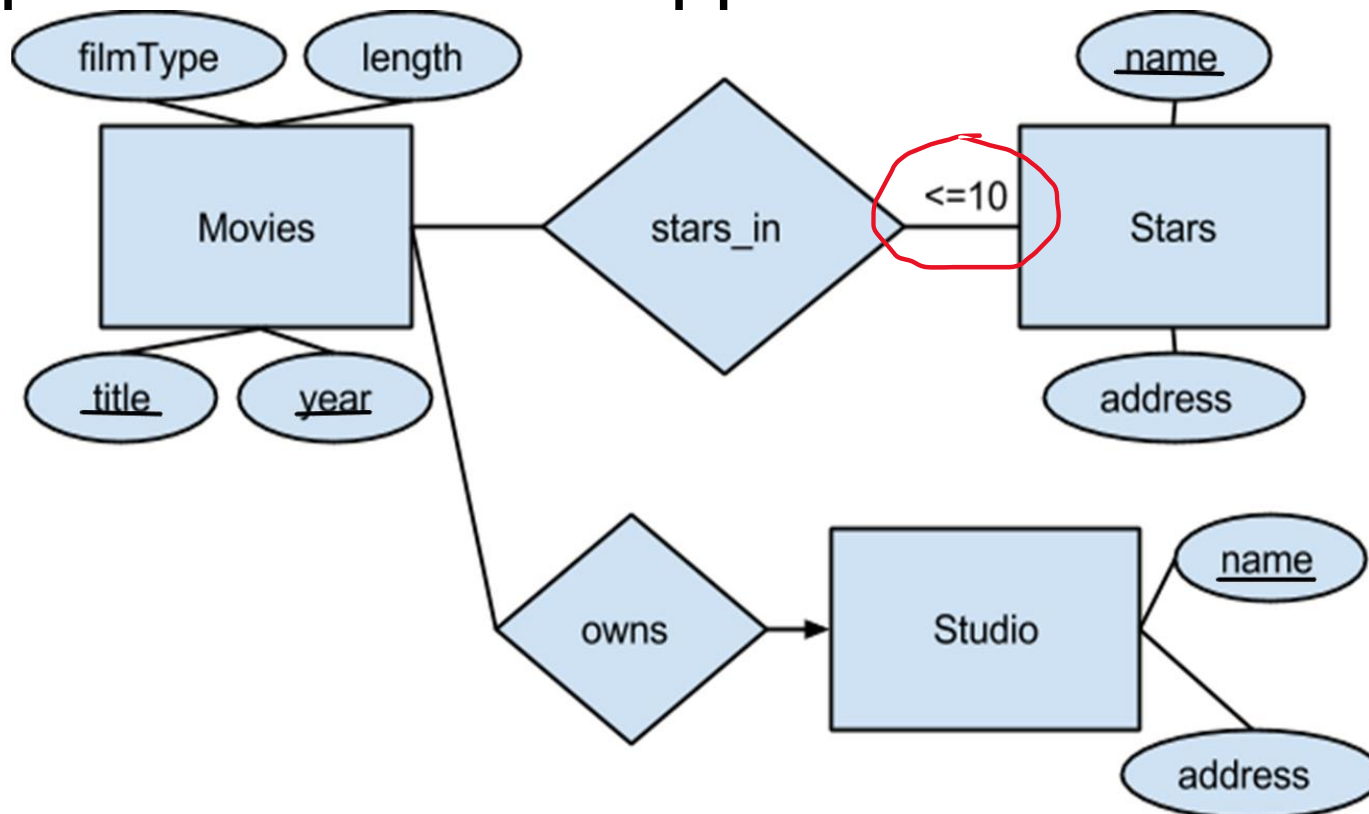 filmType
length
name
<=10
Movies
stars_in
Stars
title
year
address
name
owns
Studio
address